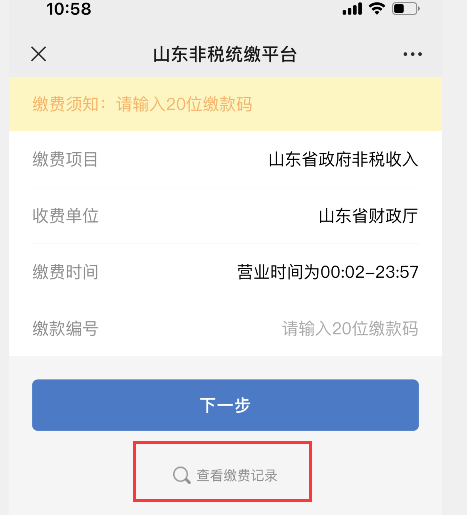 10:58
山东非税统缴平台
缴费须知：请输入20位缴款码
缴费项目 山东省政府非税收入
收费单位 山东省财政厅
缴费时间 营业时间为00:02-23:57
缴款编号 请输入20位缴款码
下一步
查看缴费记录